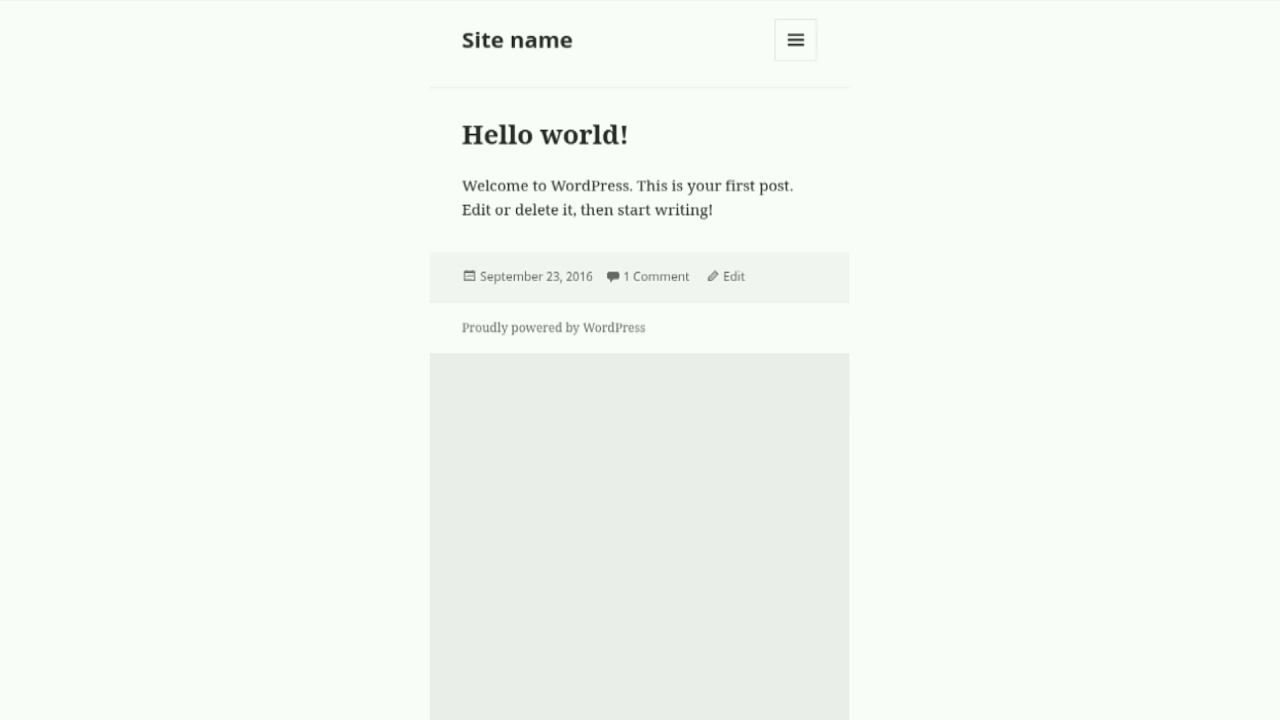 Site name
Hello world!
Welcome to WordPress. This is your first post.
Edit or delete it, then start writing!
September 23, 2016 1 Comment Edit
Proudly powered by WordPress